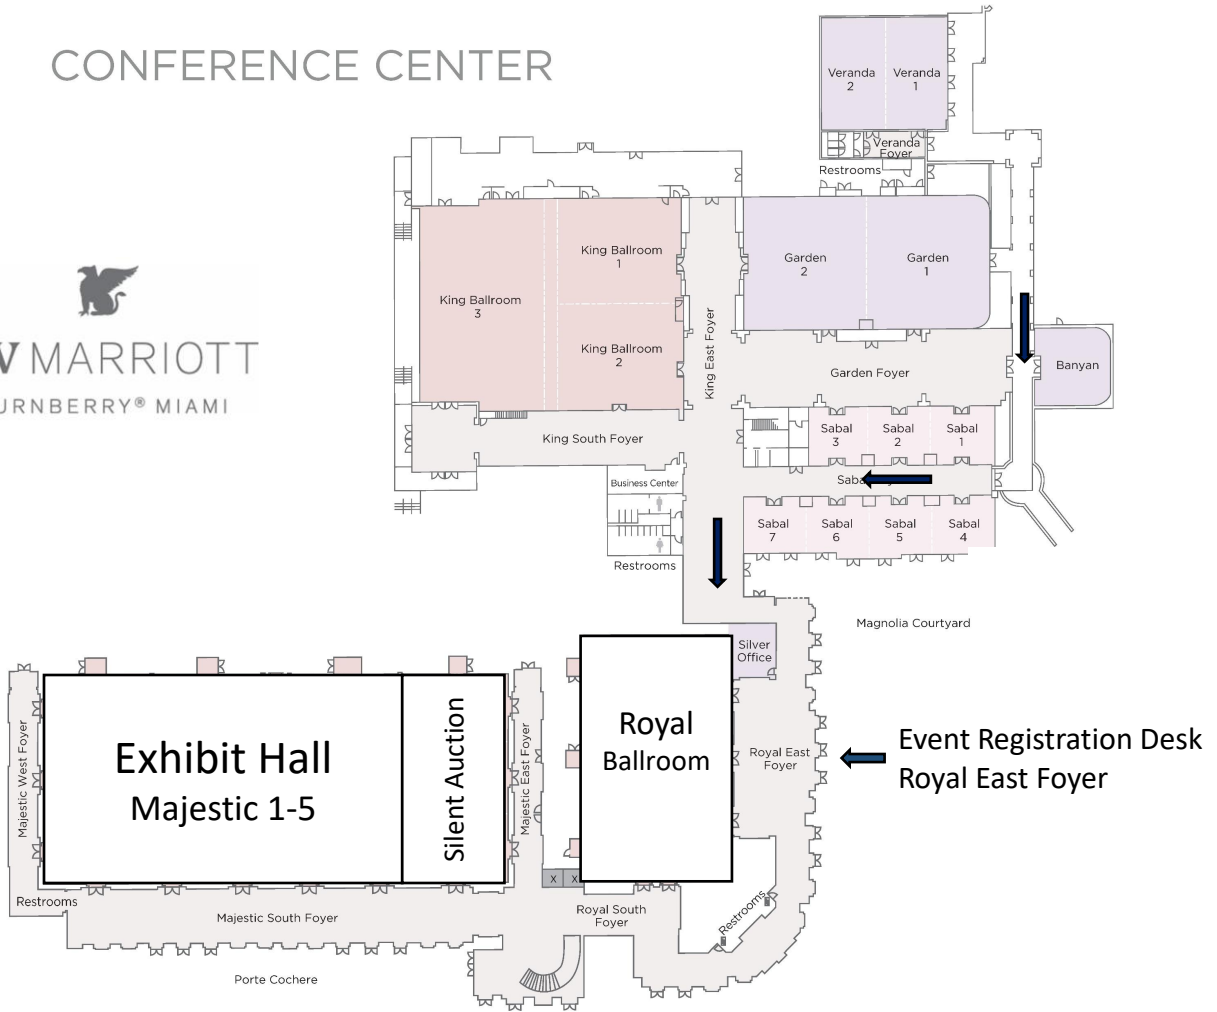 CONFERENCE CENTER
MARRIOTT
MIAMI
Veranda
2
Veranda
1
Veranda
Foyer
Restrooms
King Ballroom
1
King Ballroom
3
King Ballroom
2
King East Foyer
Garden
2
Garden
1
Garden Foyer
Banyan
King South Foyer
Sabal
3
Sabal
2
Sabal
1
Business Center
Restrooms
Sabal
7
Sabal
6
Sabal
5
Sabal
4
Magnolia Courtyard
Silver
Office
Majestic West Foyer
Exhibit Hall
Majestic 1-5
Silent Auction
Majestic East Foyer
Royal
Ballroom
Royal East
Foyer
Event Registration Desk
Royal East Foyer
X
X
Restrooms
Majestic South Foyer
Royal South
Foyer
Restrooms
Porte Cochere